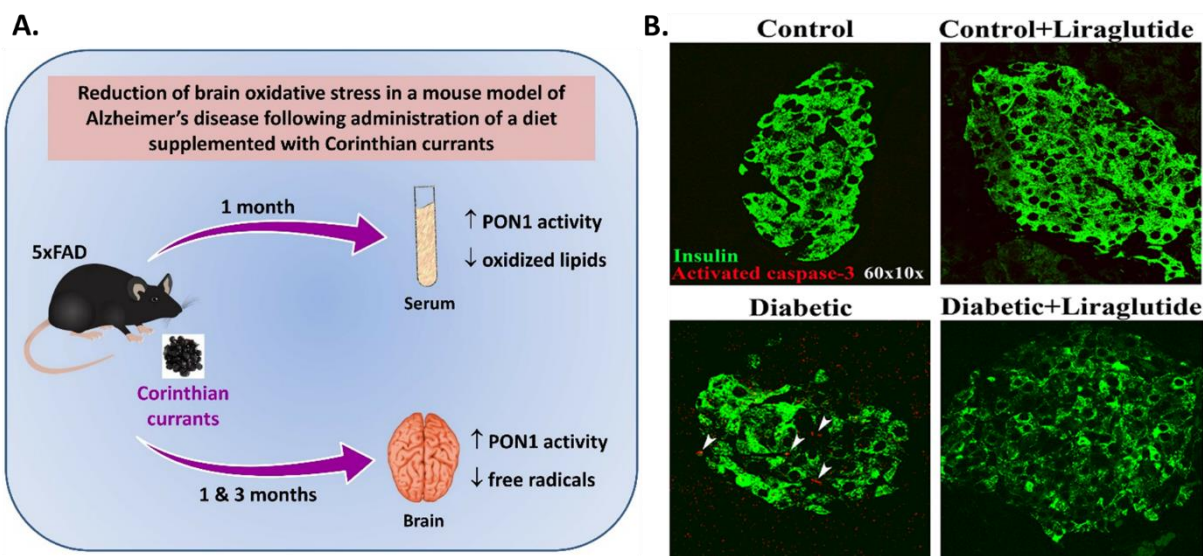 A.
Reduction of brain oxidative stress in a mouse model of
Alzheimer's disease following administration of a diet
supplemented with Corinthian currants
1 month
5xFAD
↑ PON1 activity
↓ oxidized lipids
Serum
Corinthian
currants
↑ PON1 activity
↓ free radicals
1 & 3 months
Brain
B.
Control
Control+Liraglutide
Insulin
Activated caspase-3 60x10x
Diabetic
Diabetic+Liraglutide